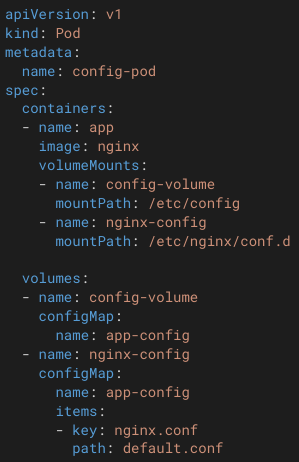 apiVersion: v1
kind: Pod
metadata:
  name: config-pod
spec:
  containers:
  - name: app
    image: nginx
    volumeMounts:
    - name: config-volume
      mountPath: /etc/config
    - name: nginx-config
      mountPath: /etc/nginx/conf.d

  volumes:
  - name: config-volume
    configMap:
      name: app-config
  - name: nginx-config
    configMap:
      name: app-config
      items:
      - key: nginx.conf
        path: default.conf